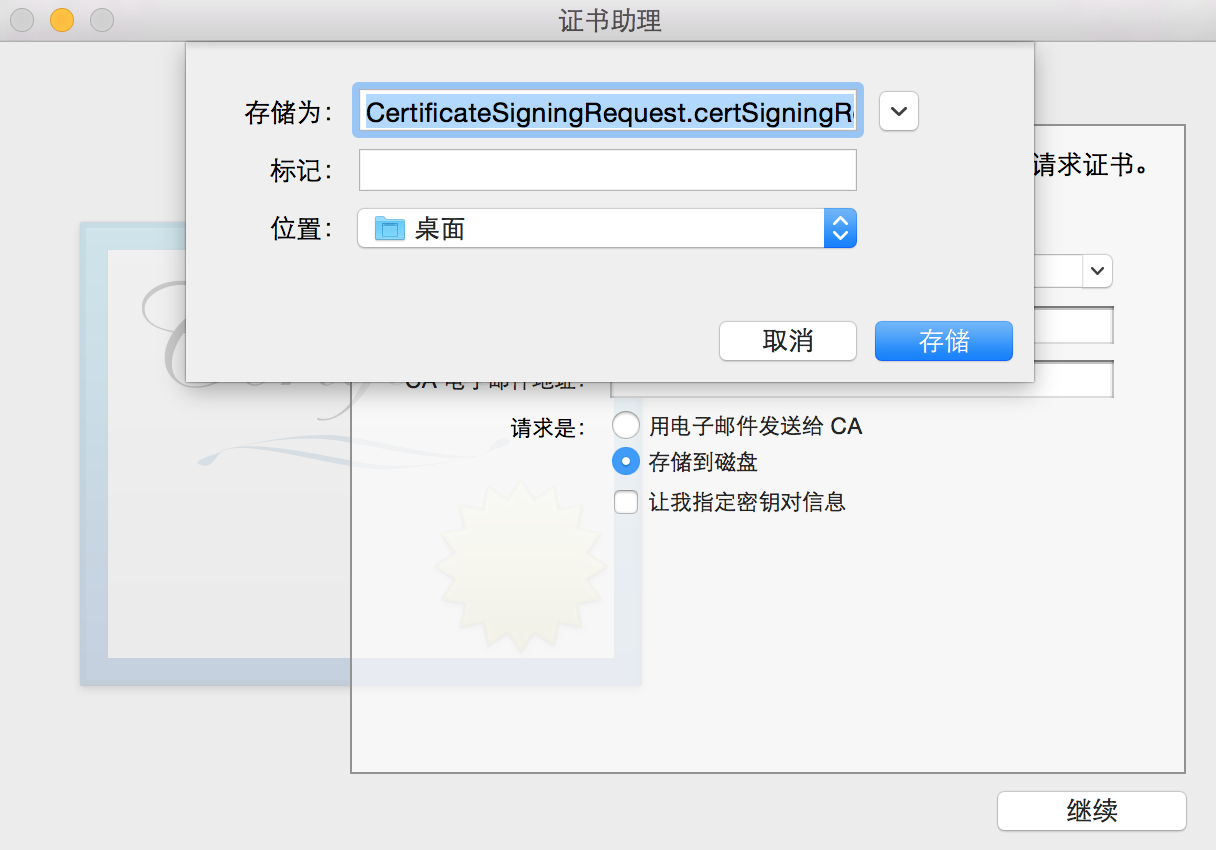 证书助理
存储为：
CertificateSigningRequest.certSigningR
标记：
请求证书。
位置：
桌面
取消
存储
CA 电子邮件地址：
请求是：
用电子邮件发送给 CA
存储到磁盘
让我指定密钥对信息
继续